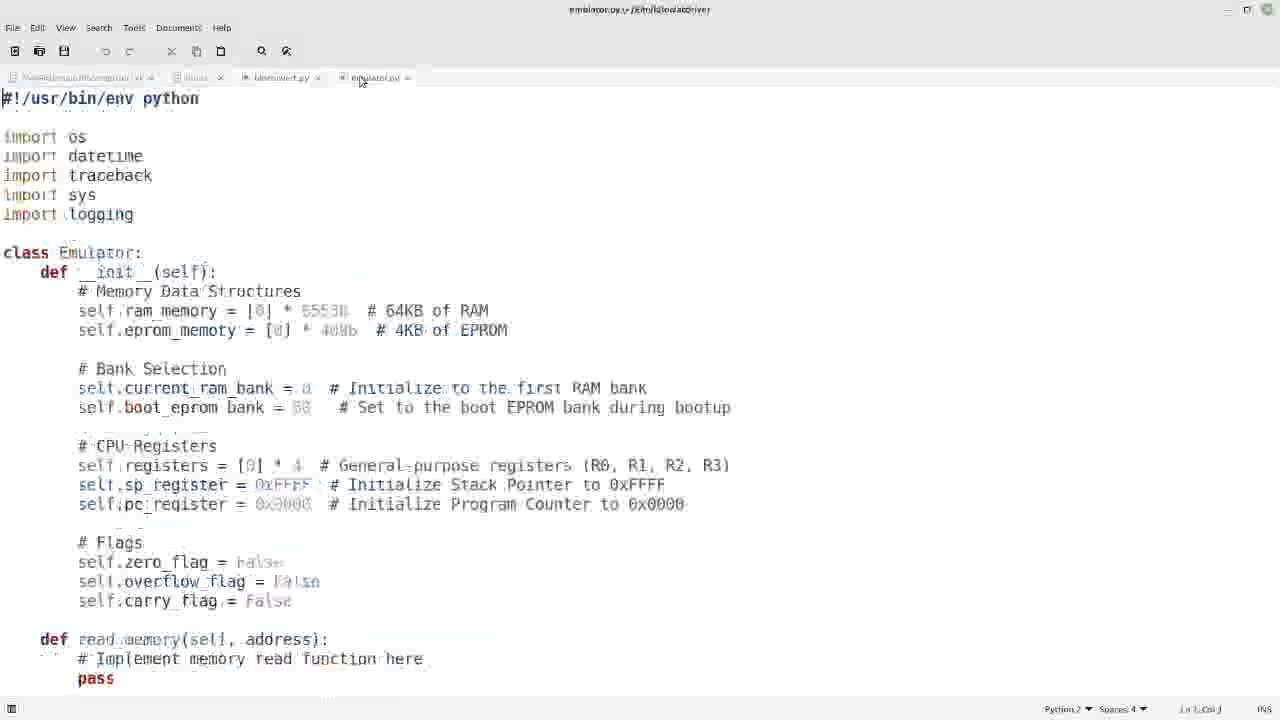 File Edit View Search Tools Documents Help
emulator.py
#!/usr/bin/env python
import os
import datetime
import traceback
import sys
import logging
class Emulator:
def __init__(self):
# Memory Data Structures
self.ram_memory = [0] * 65536 # 64KB of RAM
self.eprom_memoty = [0] * 4096 # 4KB of EPROM
# Bank Selection
self.current_ram_bank = 0 # Initialize to the first RAM bank
self.boot_eprom_bank = # Set to the boot EPROM bank during bootup
# CPU Registers
self.registers = [0] * 4 # General-purpose registers (R0, R1, R2, R3)
self.sp_register = 0xFFFF # Initialize Stack Pointer to 0xFFFF
self.pc_register = 0x0000 # Initialize Program Counter to 0x0000
# Flags
self.zero_flag = False
self.overflow_flag = False
self.carry_flag = False
def read_memory(self, address):
# Implement memory read function here
pass
Python 2 Spaces: 4 Ln 1, Col 1 INS